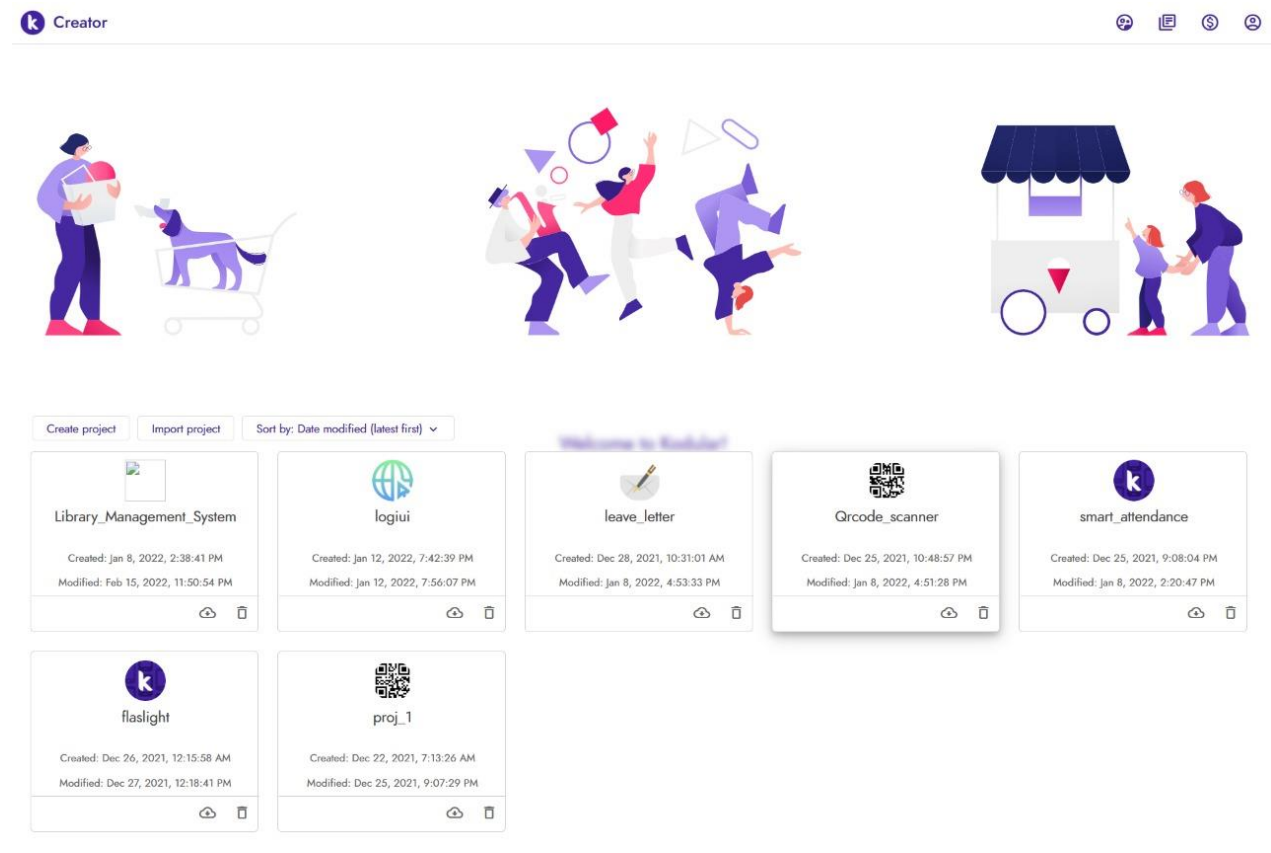 Creator
Create project
Import project
Sort by: Date modified (latest first)
Welcome to Kodular!
Library_Management_System
Created: Jan 8, 2022, 2:38:41 PM
Modified: Feb 15, 2022, 11:50:54 PM
logiui
Created: Jan 12, 2022, 7:42:39 PM
Modified: Jan 12, 2022, 7:56:07 PM
leave_letter
Created: Dec 28, 2021, 10:31:01 AM
Modified: Jan 8, 2022, 4:53:33 PM
Qrcode_scanner
Created: Dec 25, 2021, 10:48:57 PM
Modified: Jan 8, 2022, 4:51:28 PM
smart_attendance
Created: Dec 25, 2021, 9:08:04 PM
Modified: Jan 8, 2022, 2:20:47 PM
flaslight
Created: Dec 26, 2021, 12:15:58 AM
Modified: Dec 27, 2021, 12:18:41 PM
proj_1
Created: Dec 22, 2021, 7:13:26 AM
Modified: Dec 25, 2021, 9:07:29 PM